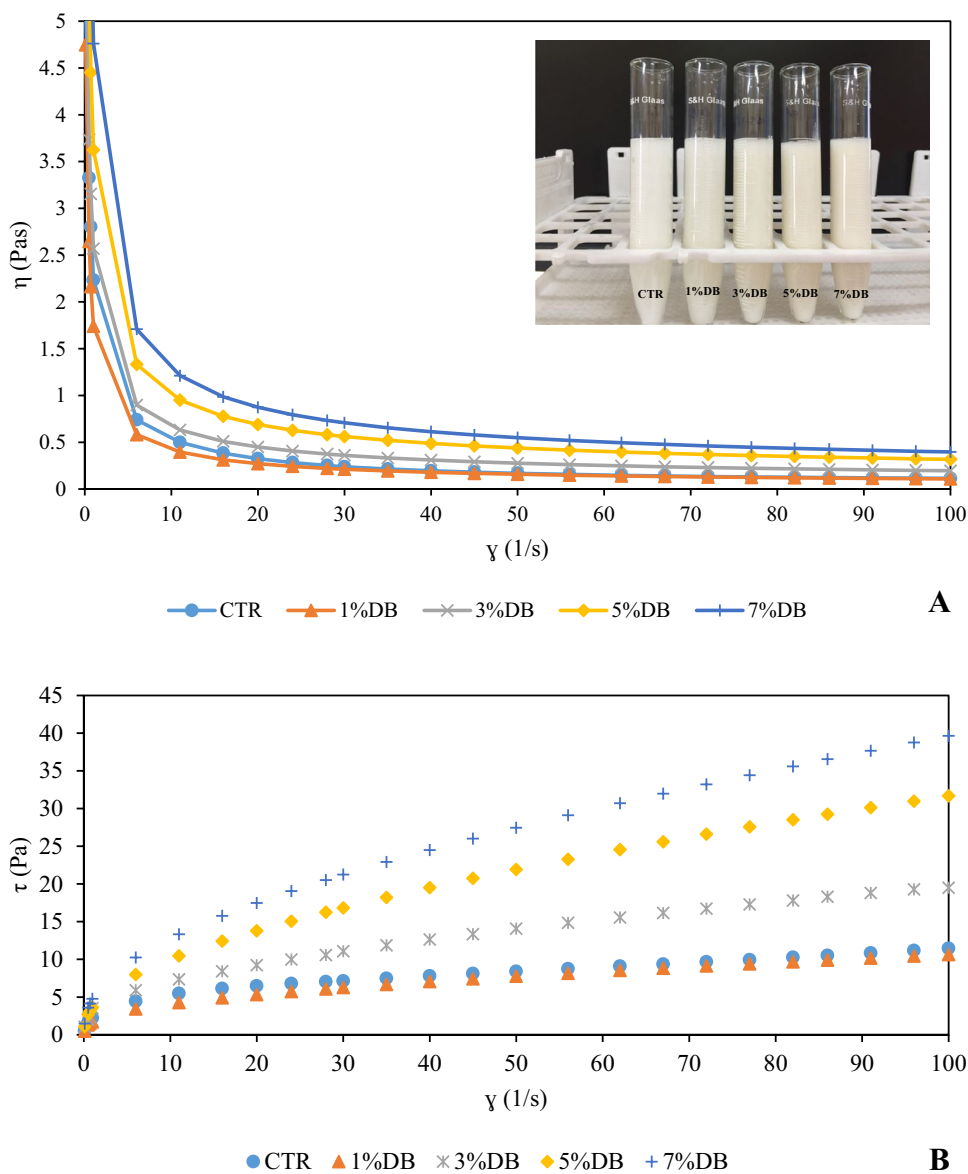 5
4.5
4
3.5
3
2.5
2
1.5
1
0.5
0
η (Pas)
S&H Glaas
S&H Glaas
&H Glaas
S&H Glaas
S&H Gla
CTR
1%DB
3%DB
5%DB
7%DB
0 10 20 30 40 50 60 70 80 90 100
ɣ (1/s)
CTR 1%DB 3%DB 5%DB 7%DB
A
45
40
35
30
25
20
15
10
5
0
τ (Pa)
0 10 20 30 40 50 60 70 80 90 100
ɣ (1/s)
CTR 1%DB 3%DB 5%DB 7%DB
B